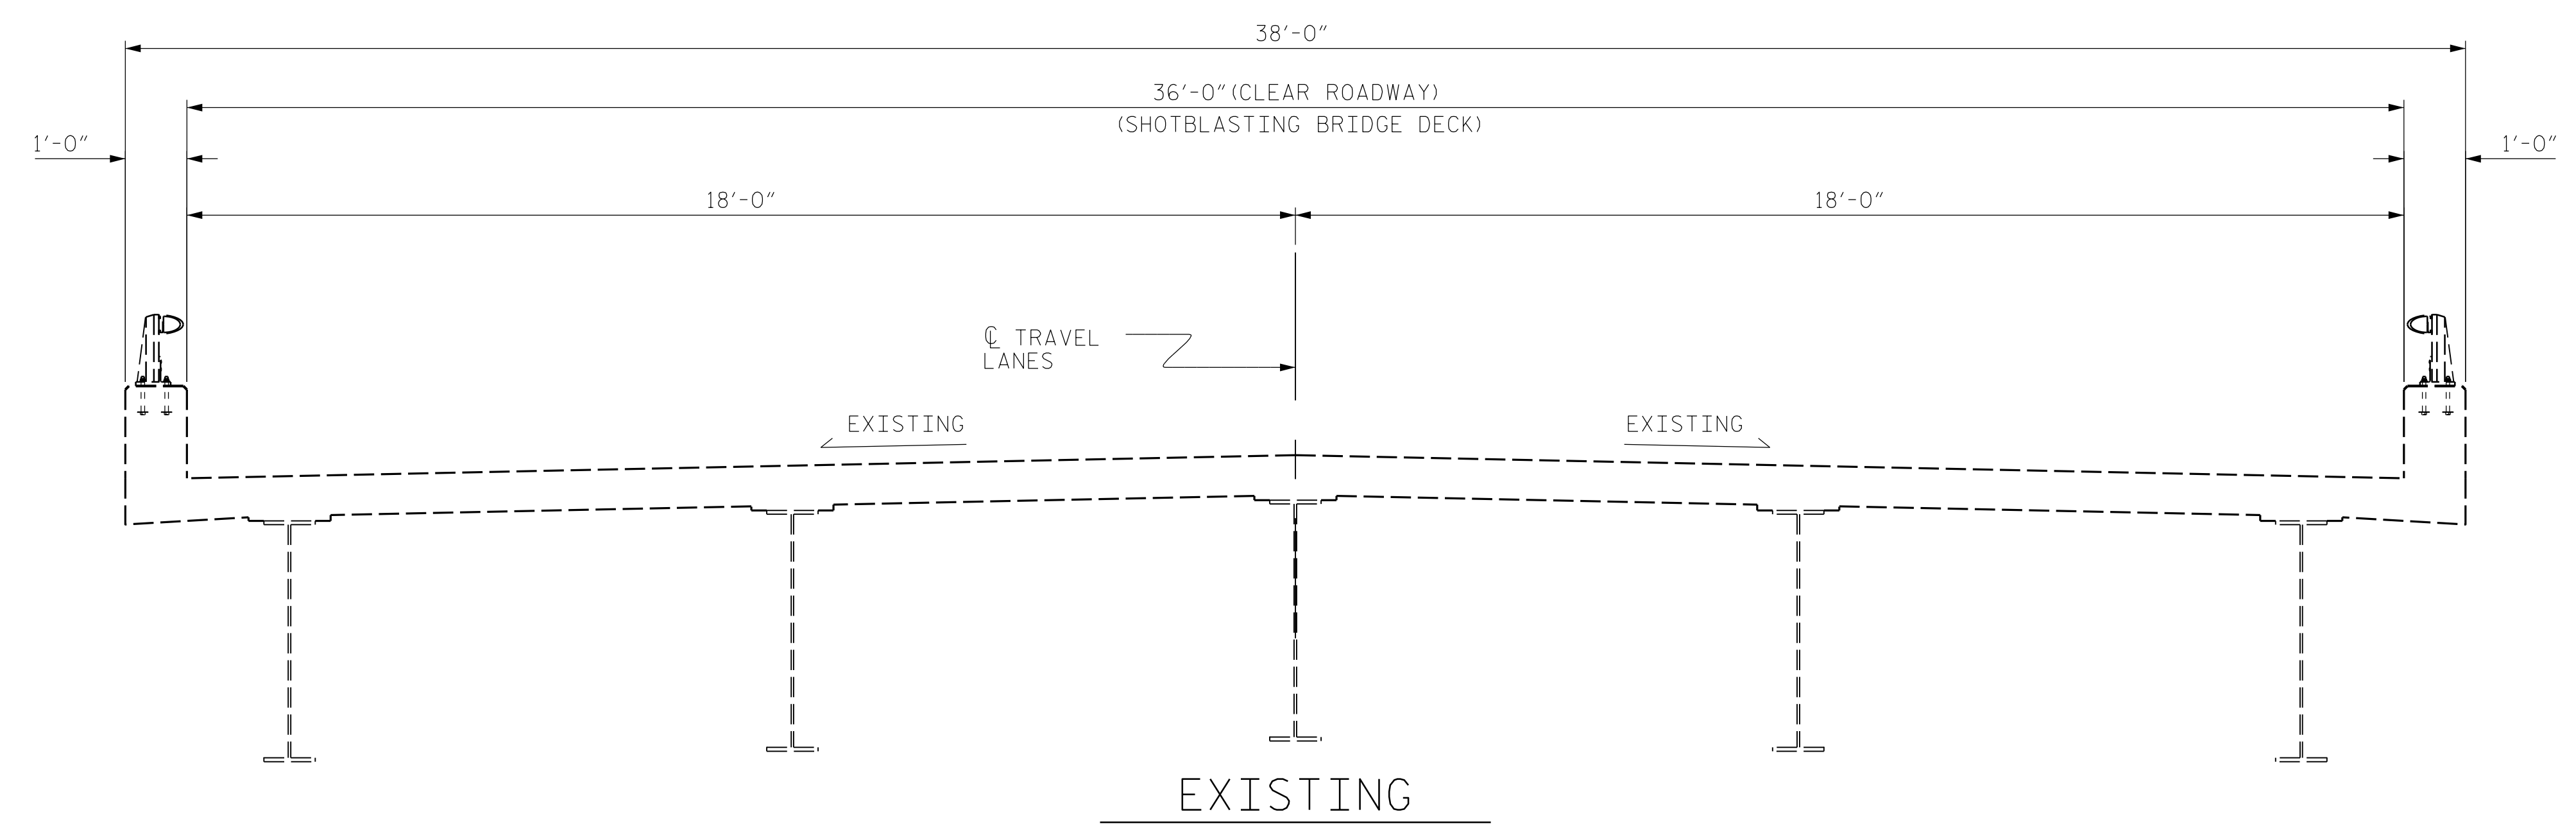 38'-0"
36'-0"(CLEAR ROADWAY)
(SHOTBLASTING BRIDGE DECK)
1'-0"
1'-0"
18'-0"
18'-0"
℄ TRAVEL
LANES
EXISTING
EXISTING
EXISTING